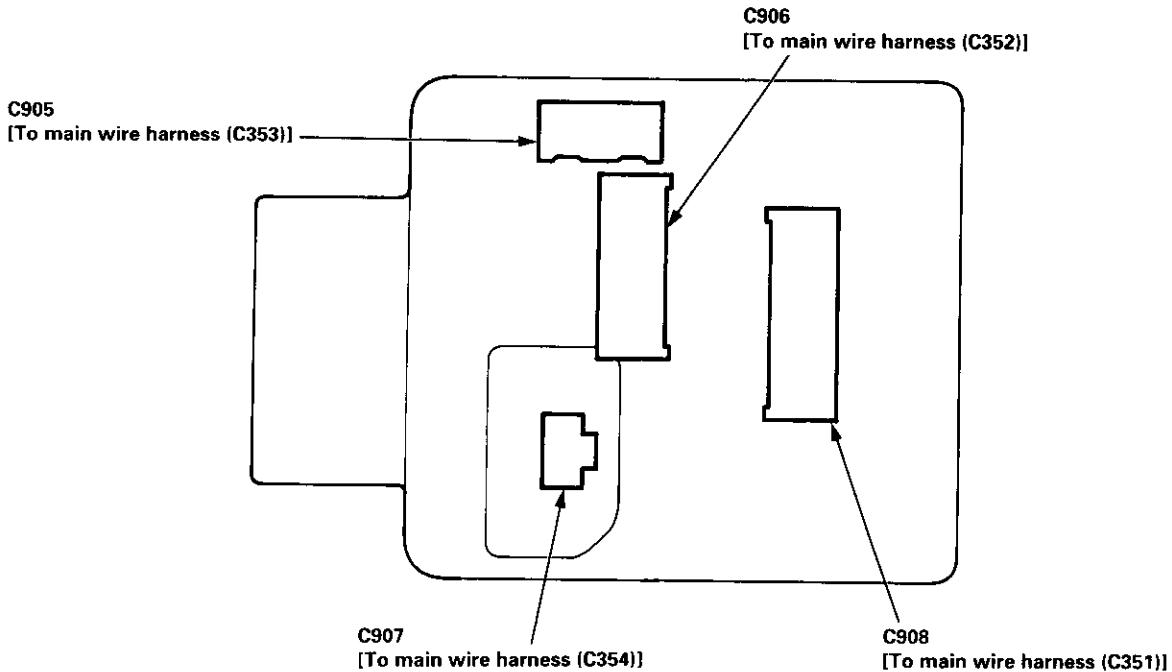 C906
[To main wire harness (C352)]
C905
[To main wire harness (C353)]
C907
[To main wire harness (C354)]
C908
[To main wire harness (C351)]